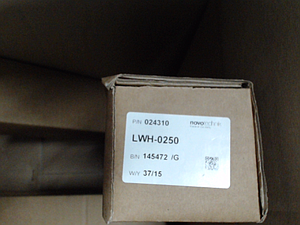 P/N 024310 novotechnik
LWH-0250
B/N 145472 /G
W/Y 37/15